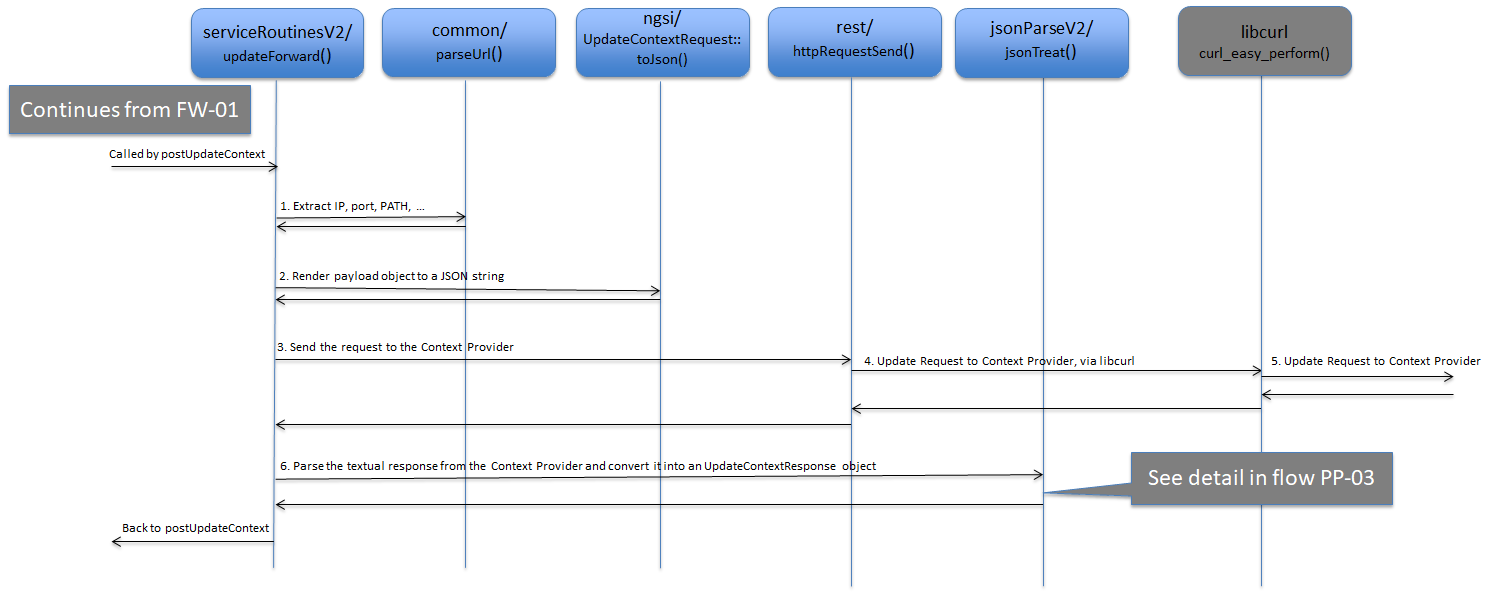 serviceRoutinesV2/
updateForward()
common/
parseUrl()
ngsi/
UpdateContextRequest::
toJson()
rest/
httpRequestSend()
jsonParseV2/
jsonTreat()
libcurl
curl_easy_perform()
Continues from FW-01
Called by postUpdateContext
1. Extract IP, port, PATH, ...
2. Render payload object to a JSON string
3. Send the request to the Context Provider
4. Update Request to Context Provider, via libcurl
5. Update Request to Context Provider
6. Parse the textual response from the Context Provider and convert it into an UpdateContextResponse object
See detail in flow PP-03
Back to postUpdateContext